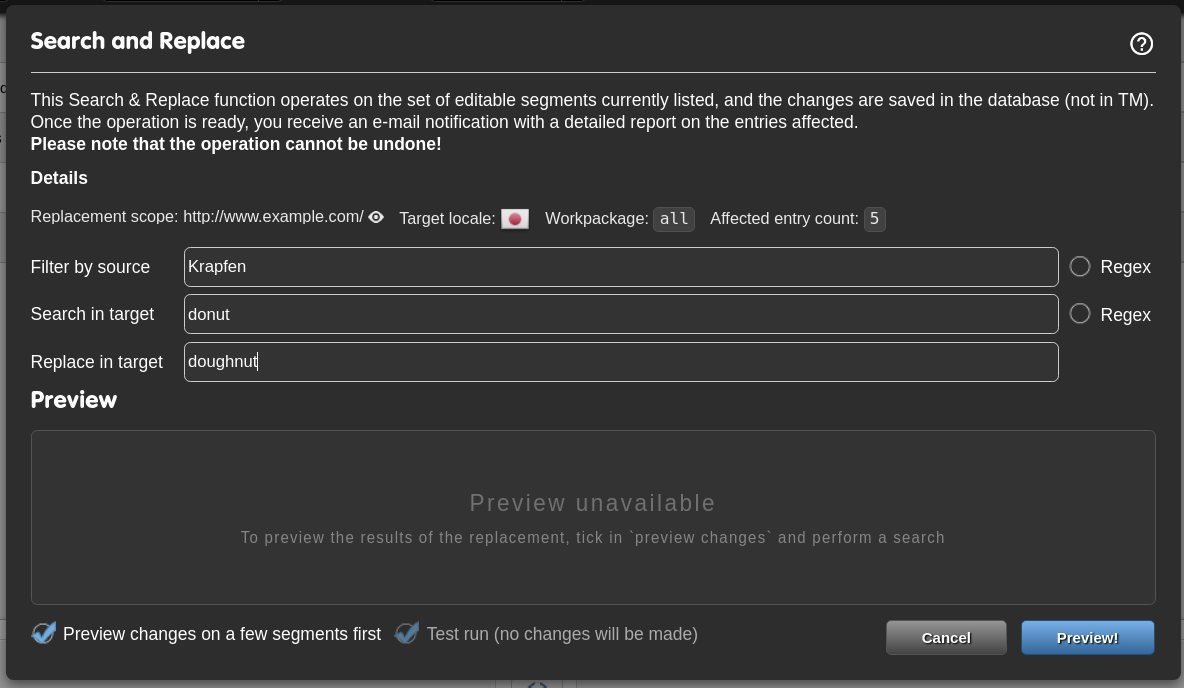 Search and Replace
This Search & Replace function operates on the set of editable segments currently listed, and the changes are saved in the database (not in TM).
Once the operation is ready, you receive an e-mail notification with a detailed report on the entries affected.
Please note that the operation cannot be undone!
Details
Replacement scope: http://www.example.com/ Target locale: Workpackage: all Affected entry count: 5
Filter by source Krapfen Regex
Search in target donut Regex
Replace in target doughnut
Preview
Preview unavailable
To preview the results of the replacement, tick in `preview changes` and perform a search
Preview changes on a few segments first Test run (no changes will be made) Cancel Preview!